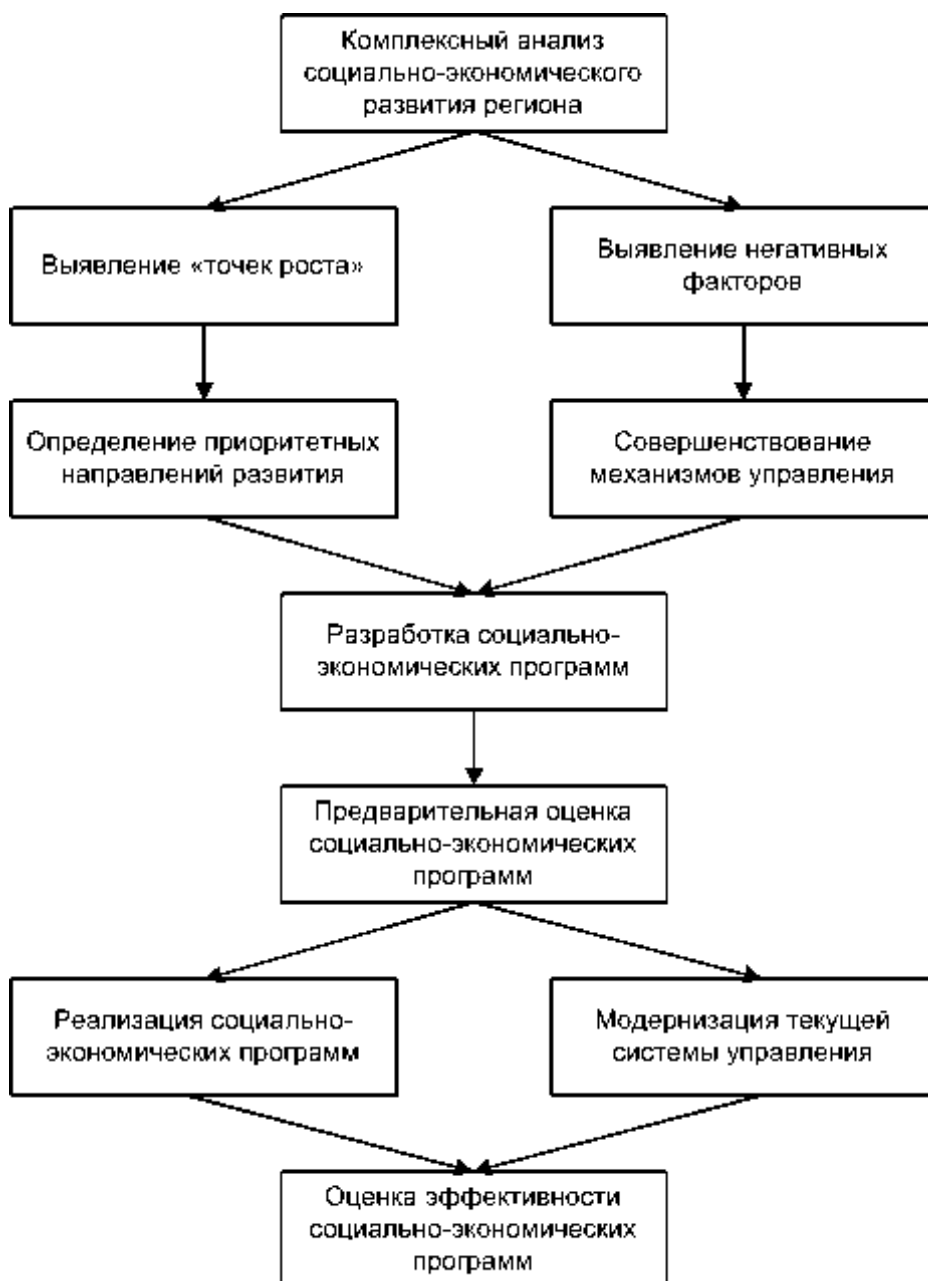 Комплексный анализ
социально-экономического
развития региона
Выявление «точек роста»
Выявление негативных
факторов
Определение приоритетных
направлений развития
Совершенствование
механизмов управления
Разработка социально-
экономических программ
Предварительная оценка
социально-экономических
программ
Реализация социально-
экономических программ
Модернизация текущей
системы управления
Оценка эффективности
социально-экономических
программ